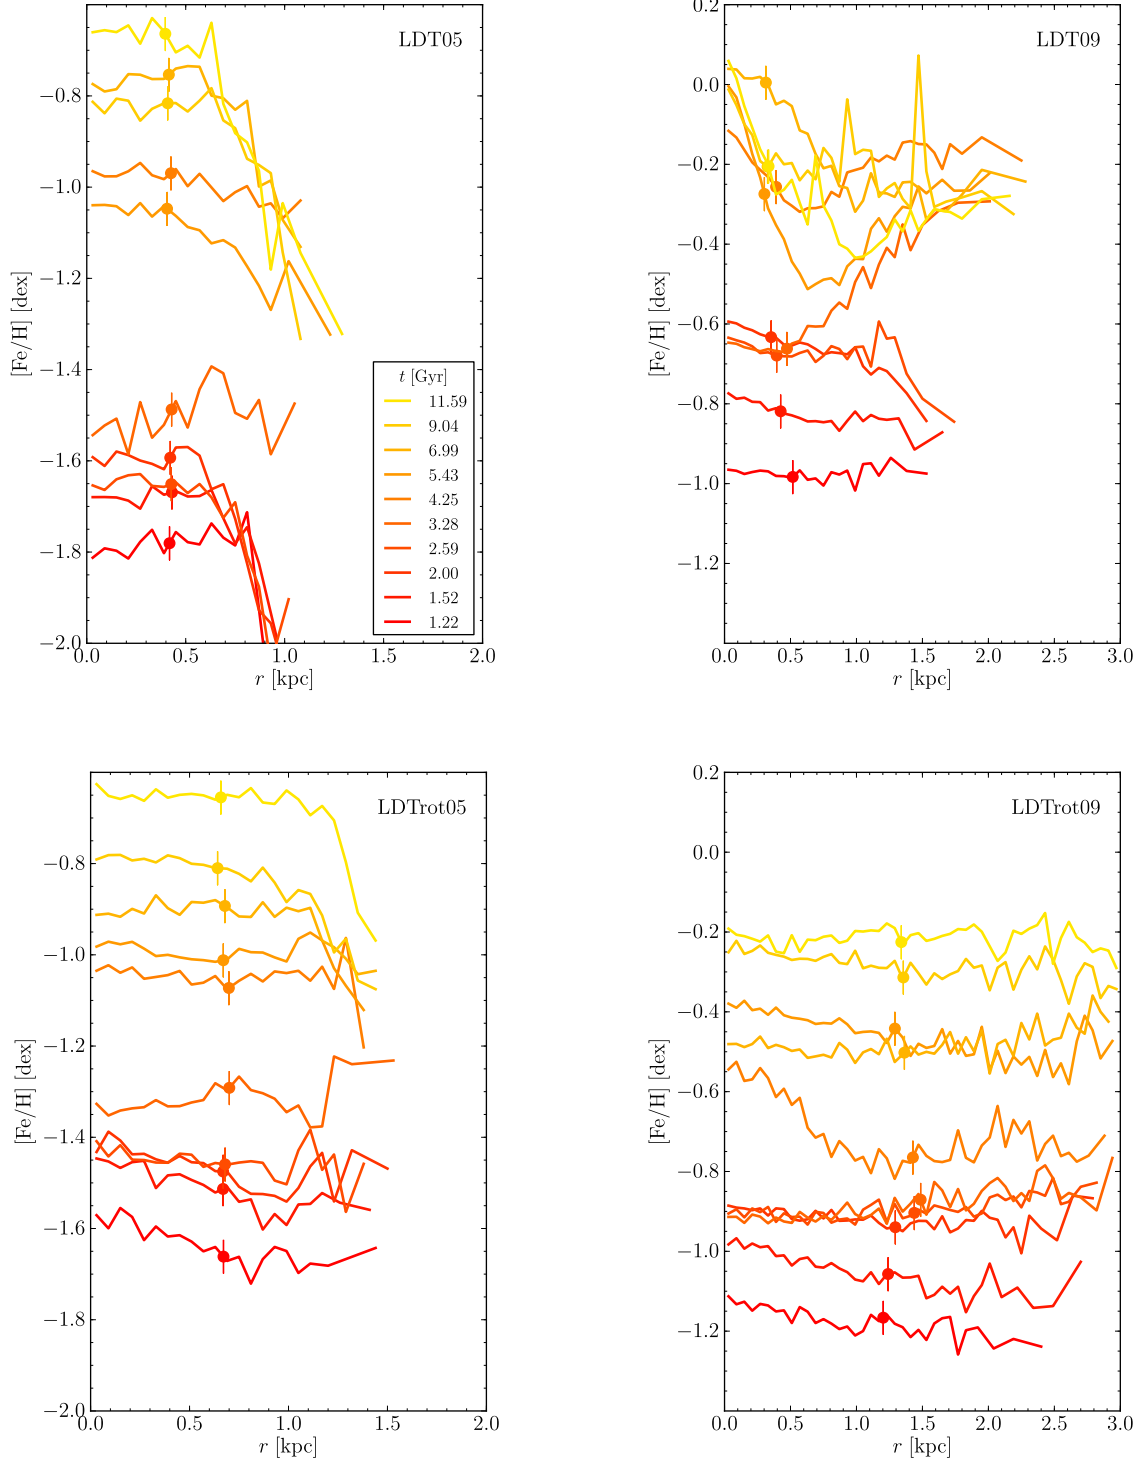 LDT05
−0.8
−1.0
−1.2
−1.4
−1.6
−1.8
−2.0
[Fe/H] [dex]
t [Gyr]
11.59
9.04
6.99
5.43
4.25
3.28
2.59
2.00
1.52
1.22
0.0 0.5 1.0 1.5 2.0
r [kpc]
LDT09
0.2
0.0
−0.2
−0.4
−0.6
−0.8
−1.0
−1.2
[Fe/H] [dex]
0.0 0.5 1.0 1.5 2.0 2.5 3.0
r [kpc]
LDTrot05
−0.8
−1.0
−1.2
−1.4
−1.6
−1.8
−2.0
[Fe/H] [dex]
0.0 0.5 1.0 1.5 2.0
r [kpc]
LDTrot09
0.2
0.0
−0.2
−0.4
−0.6
−0.8
−1.0
−1.2
[Fe/H] [dex]
0.0 0.5 1.0 1.5 2.0 2.5 3.0
r [kpc]